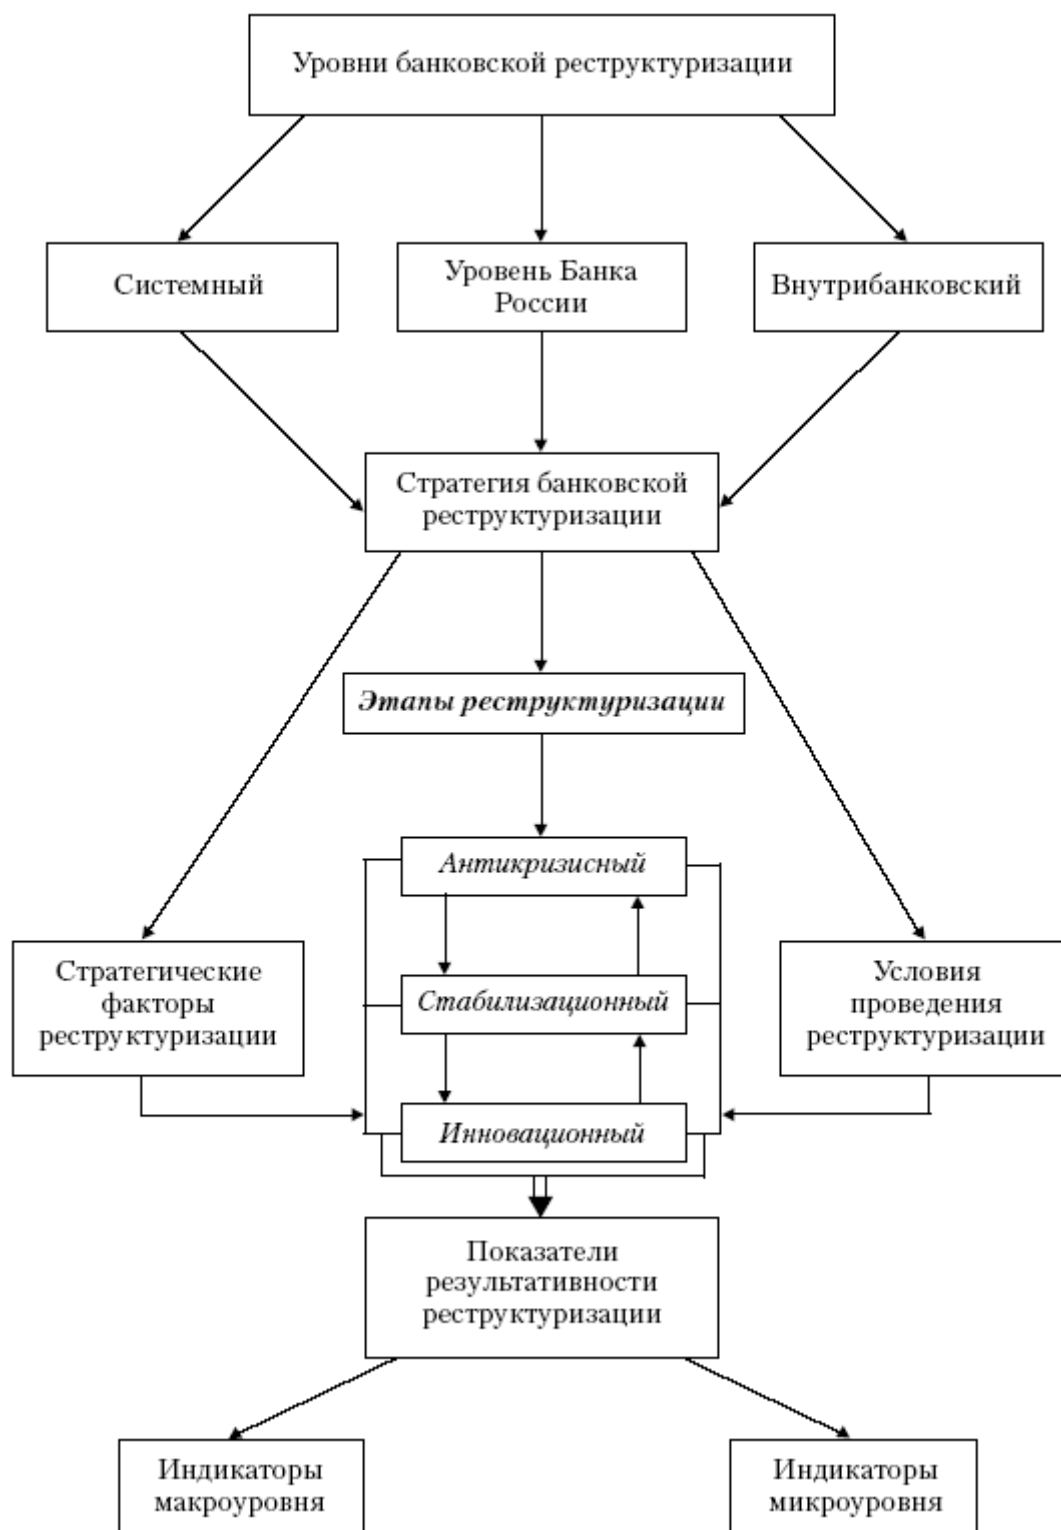 Уровни банковской реструктуризации
Системный
Уровень Банка
России
Внутрибанковский
Стратегия банковской
реструктуризации
Этапы реструктуризации
Антикризисный
Стратегические
факторы
реструктуризации
Стабилизационный
Условия
проведения
реструктуризации
Инновационный
Показатели
результативности
реструктуризации
Индикаторы
макроуровня
Индикаторы
микроуровня